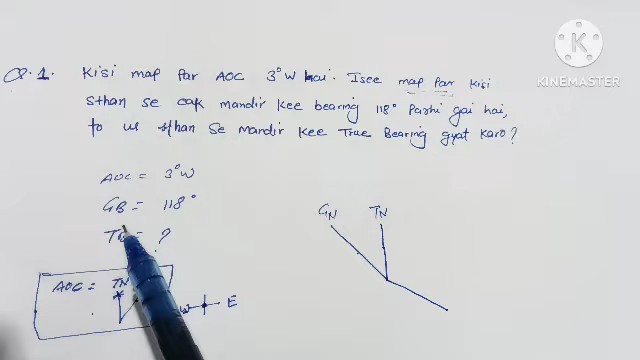 Q.1. Kisi map par AOC 3°W hai. Isee map par kisi
sthan se eak mandir kee bearing 118° parhi gai hai,
to us sthan se mandir kee True Bearing gyat karo?
AOC = 3°W
GB = 118°
= ?
AOC = TN
W E
GN TN
K
KINEMASTER